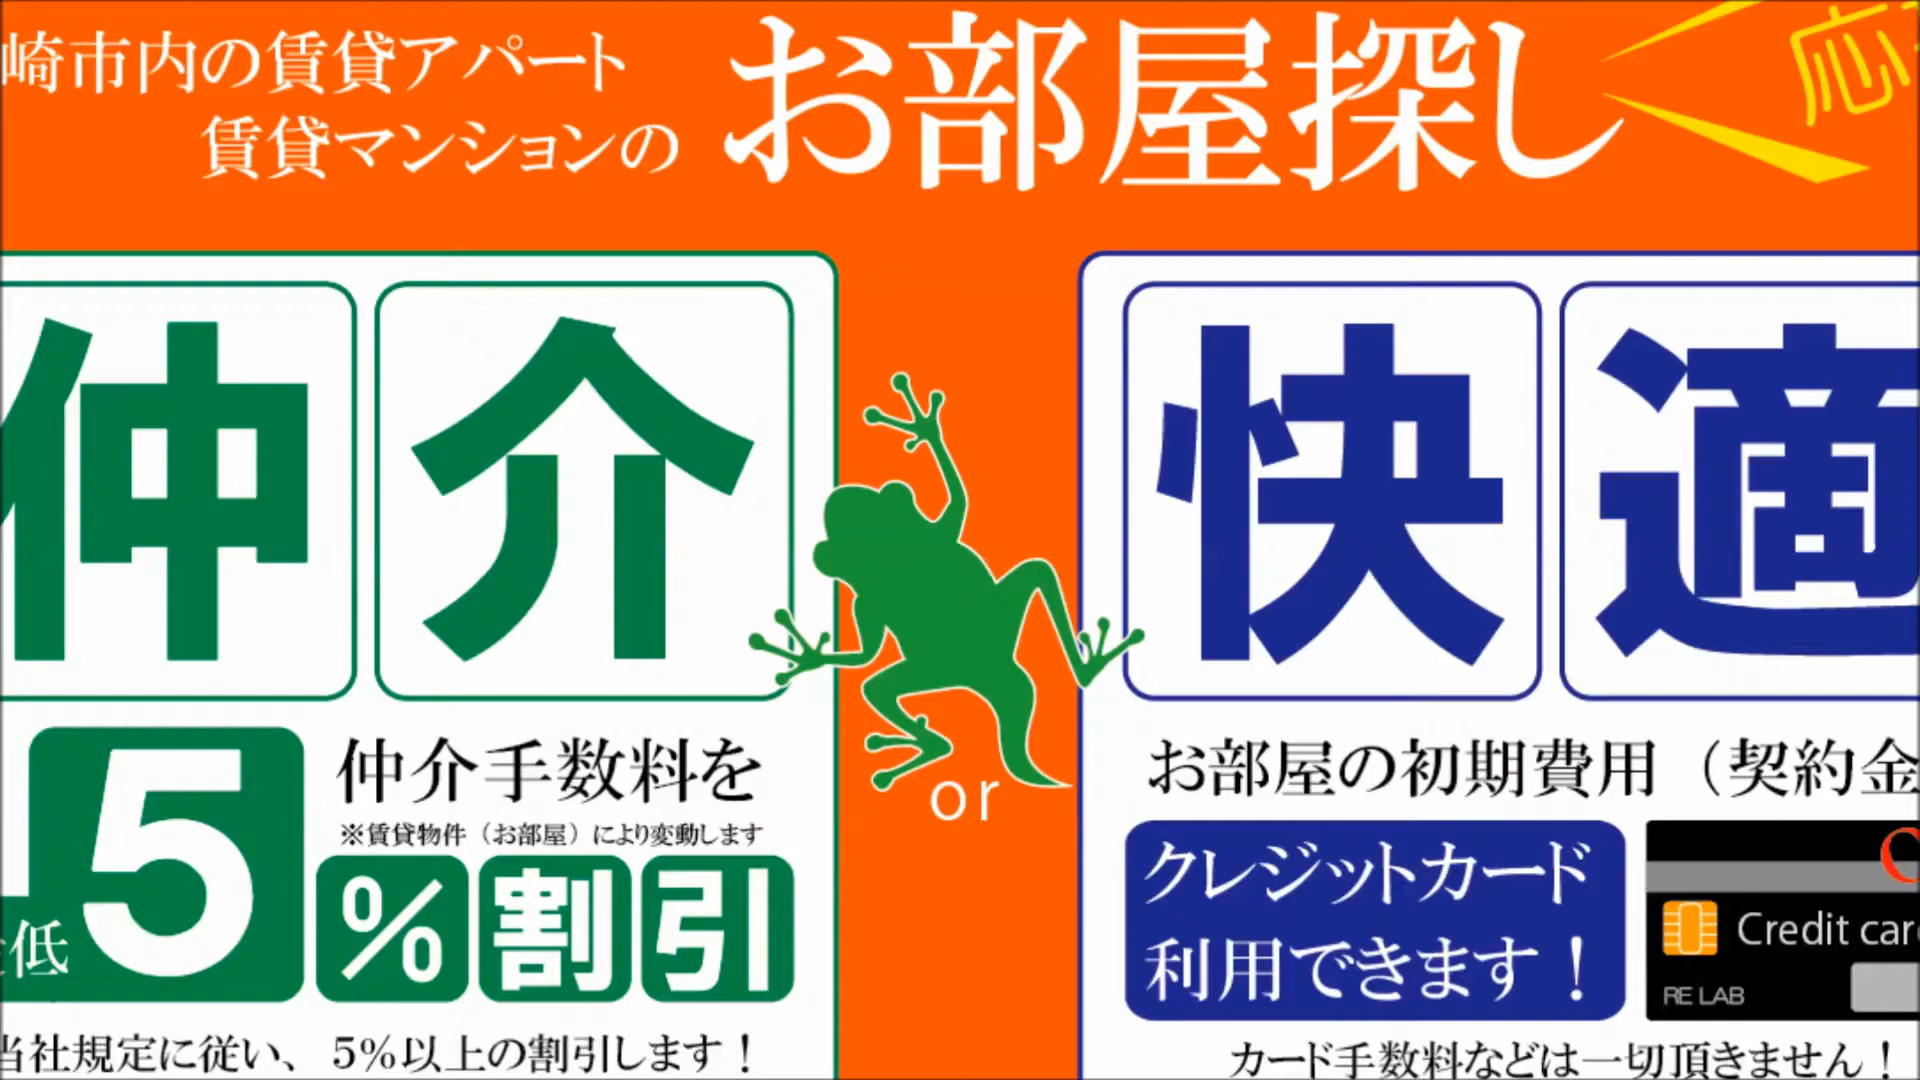 崎市内の賃貸アパート
賃貸マンションの
お部屋探し
応
仲介
快適
5
低
仲介手数料を
※賃貸物件（お部屋）により変動します
%割引
当社規定に従い、5%以上の割引します！
or
お部屋の初期費用（契約金
クレジットカード
利用できます！
Credit car
RE LAB
カード手数料などは一切頂きません！